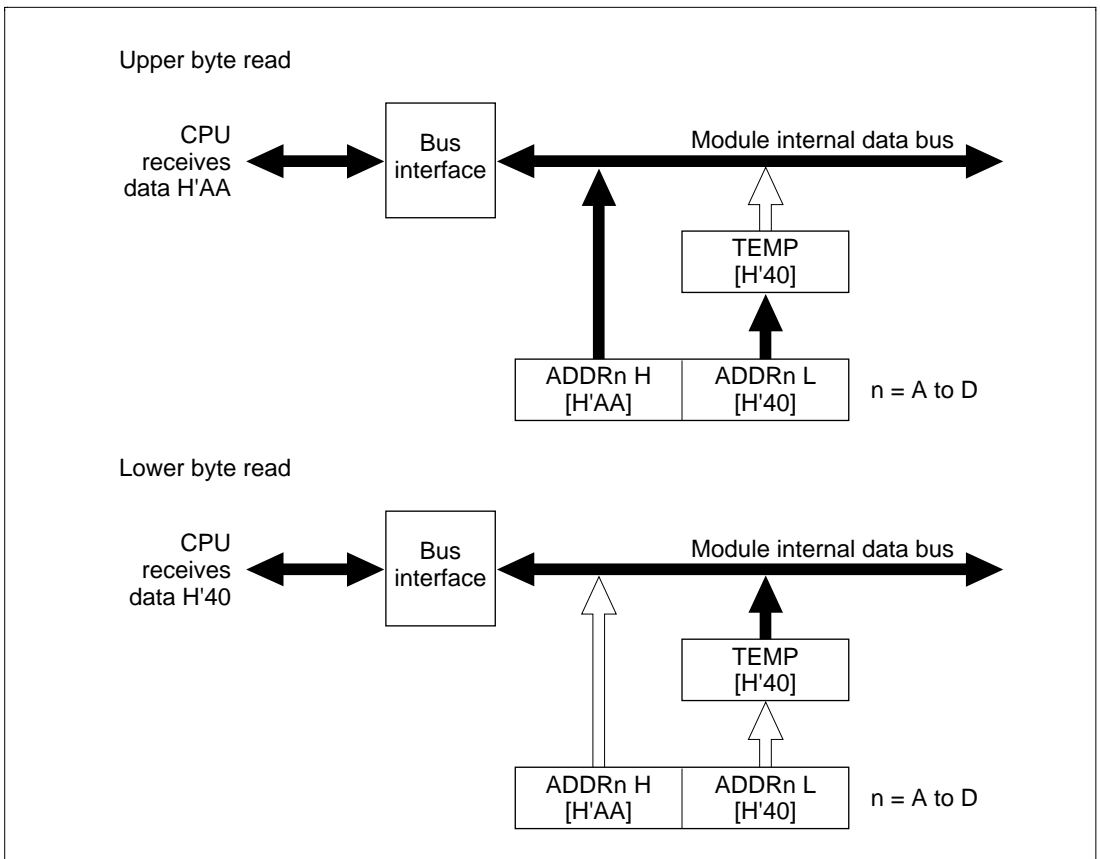 Upper byte read
CPU
receives
data H'AA
Bus
interface
Module internal data bus
TEMP
[H'40]
ADDRn H
[H'AA]
ADDRn L
[H'40]
n = A to D
Lower byte read
CPU
receives
data H'40
Bus
interface
Module internal data bus
TEMP
[H'40]
ADDRn H
[H'AA]
ADDRn L
[H'40]
n = A to D